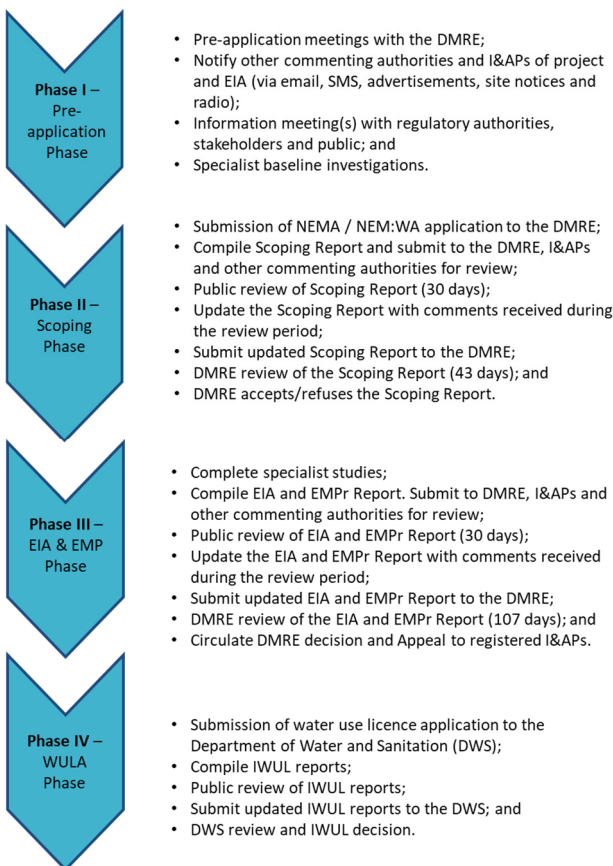 Phase I –
Pre-
application
Phase
• Pre-application meetings with the DMRE;
• Notify other commenting authorities and I&APs of project
and EIA (via email, SMS, advertisements, site notices and
radio);
• Information meeting(s) with regulatory authorities,
stakeholders and public; and
• Specialist baseline investigations.
Phase II –
Scoping
Phase
• Submission of NEMA / NEM:WA application to the DMRE;
• Compile Scoping Report and submit to the DMRE, I&APs
and other commenting authorities for review;
• Public review of Scoping Report (30 days);
• Update the Scoping Report with comments received during
the review period;
• Submit updated Scoping Report to the DMRE;
• DMRE review of the Scoping Report (43 days); and
• DMRE accepts/refuses the Scoping Report.
Phase III –
EIA & EMP
Phase
• Complete specialist studies;
• Compile EIA and EMPr Report. Submit to DMRE, I&APs and
other commenting authorities for review;
• Public review of EIA and EMPr Report (30 days);
• Update the EIA and EMPr Report with comments received
during the review period;
• Submit updated EIA and EMPr Report to the DMRE;
• DMRE review of the EIA and EMPr Report (107 days); and
• Circulate DMRE decision and Appeal to registered I&APs.
Phase IV –
WULA
Phase
• Submission of water use licence application to the
Department of Water and Sanitation (DWS);
• Compile IWUL reports;
• Public review of IWUL reports;
• Submit updated IWUL reports to the DWS; and
• DWS review and IWUL decision.